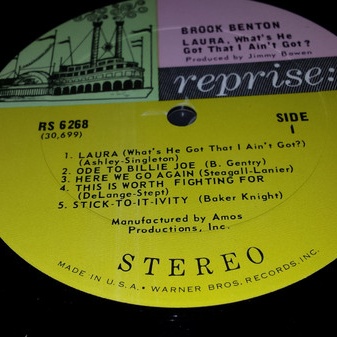 BROOK BENTON
LAURA, What's He
Got That I Ain't Got?
Produced by Jimmy Bowen
reprise:
RS 6268
(30,699)
SIDE
1
1. LAURA (What's He Got That I Ain't Got?)
(Ashley-Singleton)
2. ODE TO BILLIE JOE (B. Gentry)
3. HERE WE GO AGAIN (Steagall-Lanier)
4. THIS IS WORTH FIGHTING FOR
(DeLange-Stept)
5. STICK-TO-IT-IVITY (Baker Knight)
Manufactured by Amos
Productions, Inc.
STEREO
MADE IN U.S.A. • WARNER BROS. RECORDS, INC.